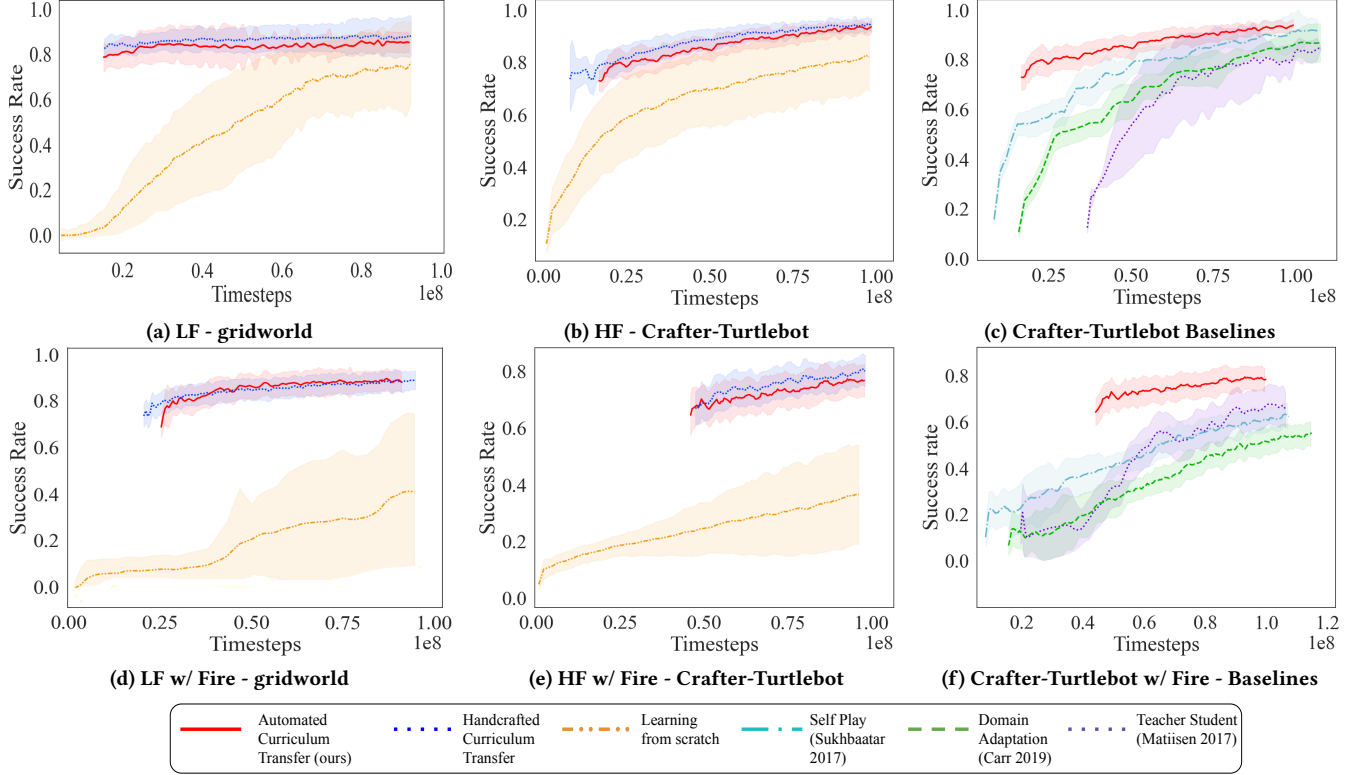 1.0
0.8
0.6
0.4
0.2
0.0
Success Rate
0.2
0.4
0.6
0.8
1.0
Timesteps
1e8
(a) LF - gridworld
1.0
0.8
0.6
0.4
0.2
Success Rate
0.00
0.25
0.50
0.75
1.00
Timesteps
1e8
(b) HF - Crafter-Turtlebot
1.0
0.8
0.6
0.4
0.2
0.0
Success Rate
0.25
0.50
0.75
1.00
Timesteps
1e8
(c) Crafter-Turtlebot Baselines
1.0
0.8
0.6
0.4
0.2
0.0
Success Rate
0.00
0.25
0.50
0.75
1.00
Timesteps
1e8
(d) LF w/ Fire - gridworld
0.8
0.6
0.4
0.2
0.0
Success Rate
0.00
0.25
0.50
0.75
1.00
Timesteps
1e8
(e) HF w/ Fire - Crafter-Turtlebot
0.8
0.6
0.4
0.2
0.0
Success rate
0.2
0.4
0.6
0.8
1.0
1.2
Timesteps
1e8
(f) Crafter-Turtlebot w/ Fire - Baselines
Automated
Curriculum
Transfer (ours)
Handcrafted
Curriculum
Transfer
Learning
from scratch
Self Play
(Sukhbaatar
2017)
Domain
Adaptation
(Carr 2019)
Teacher Student
(Matiisen 2017)